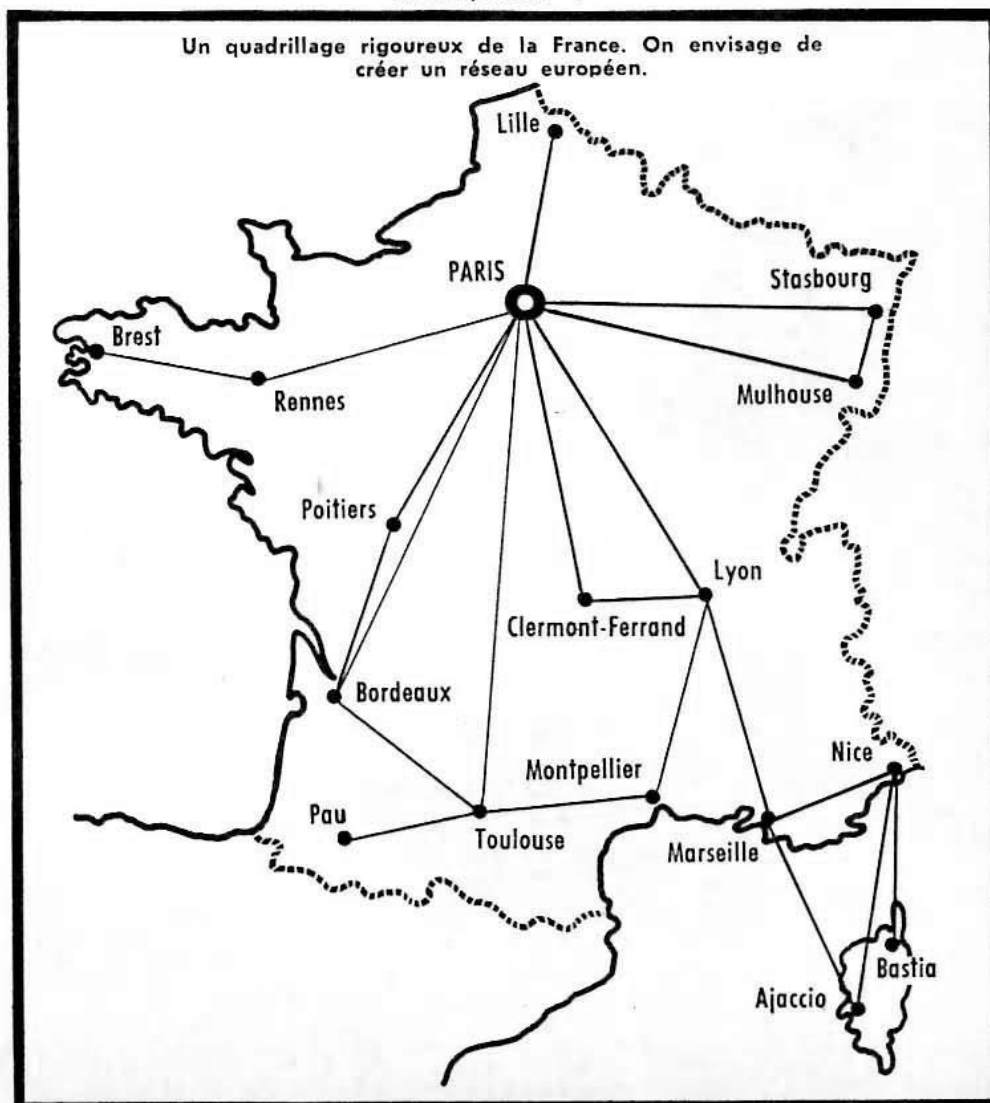 Un quadrillage rigoureux de la France. On envisage de
créer un réseau européen.
Lille
PARIS
Stasbourg
Brest
Rennes
Mulhouse
Poitiers
Lyon
Clermont-Ferrand
Bordeaux
Nice
Montpellier
Pau
Toulouse
Marseille
Bastia
Ajaccio